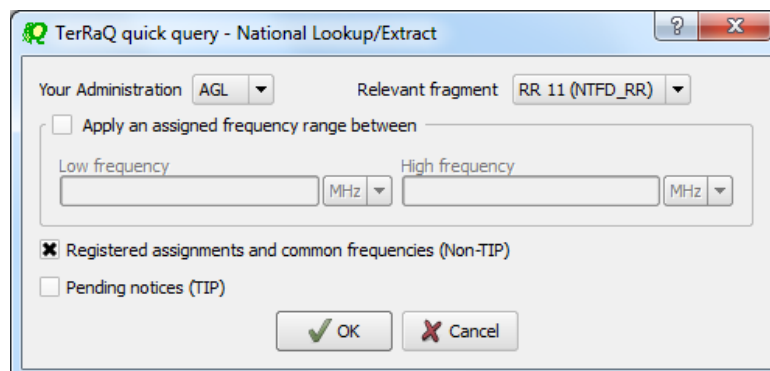 TerRaQ quick query - National Lookup/Extract
Your Administration AGL Relevant fragment RR 11 (NTFD_RR)
Apply an assigned frequency range between
Low frequency High frequency
MHz MHz
Registered assignments and common frequencies (Non-TIP)
Pending notices (TIP)
OK Cancel